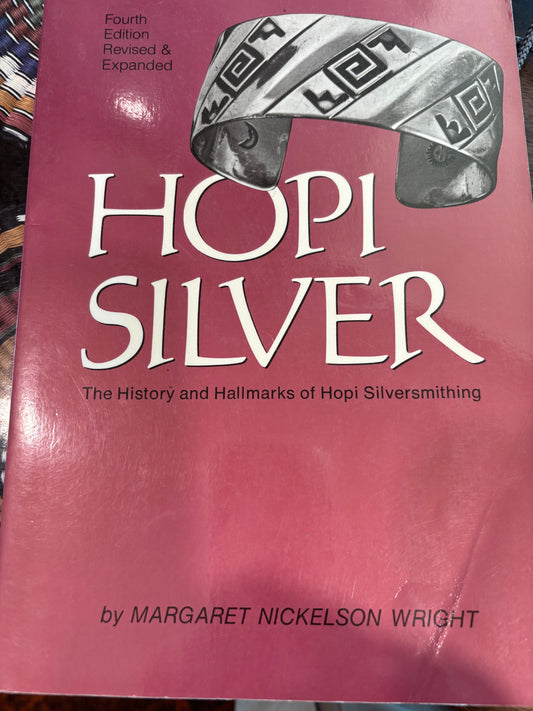 Fourth
Edition
Revised &
Expanded
HOPI
SILVER
The History and Hallmarks of Hopi Silversmithing
by MARGARET NICKELSON WRIGHT